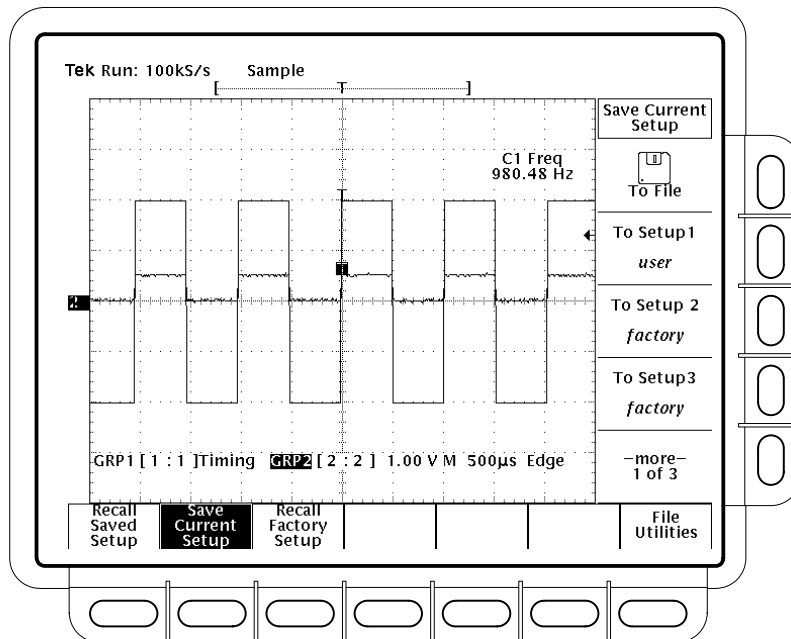 Tek Run: 100kS/s Sample
[ T ]
Save Current
Setup
C1 Freq
980.48 Hz
To File
To Setup1
user
To Setup 2
factory
To Setup3
factory
T
2
GRP1 [ 1 : 1 ]Timing GRP2 [ 2 : 2 ] 1.00 V M 500µs Edge
–more–
1 of 3
Recall
Saved
Setup
Save
Current
Setup
Recall
Factory
Setup
File
Utilities